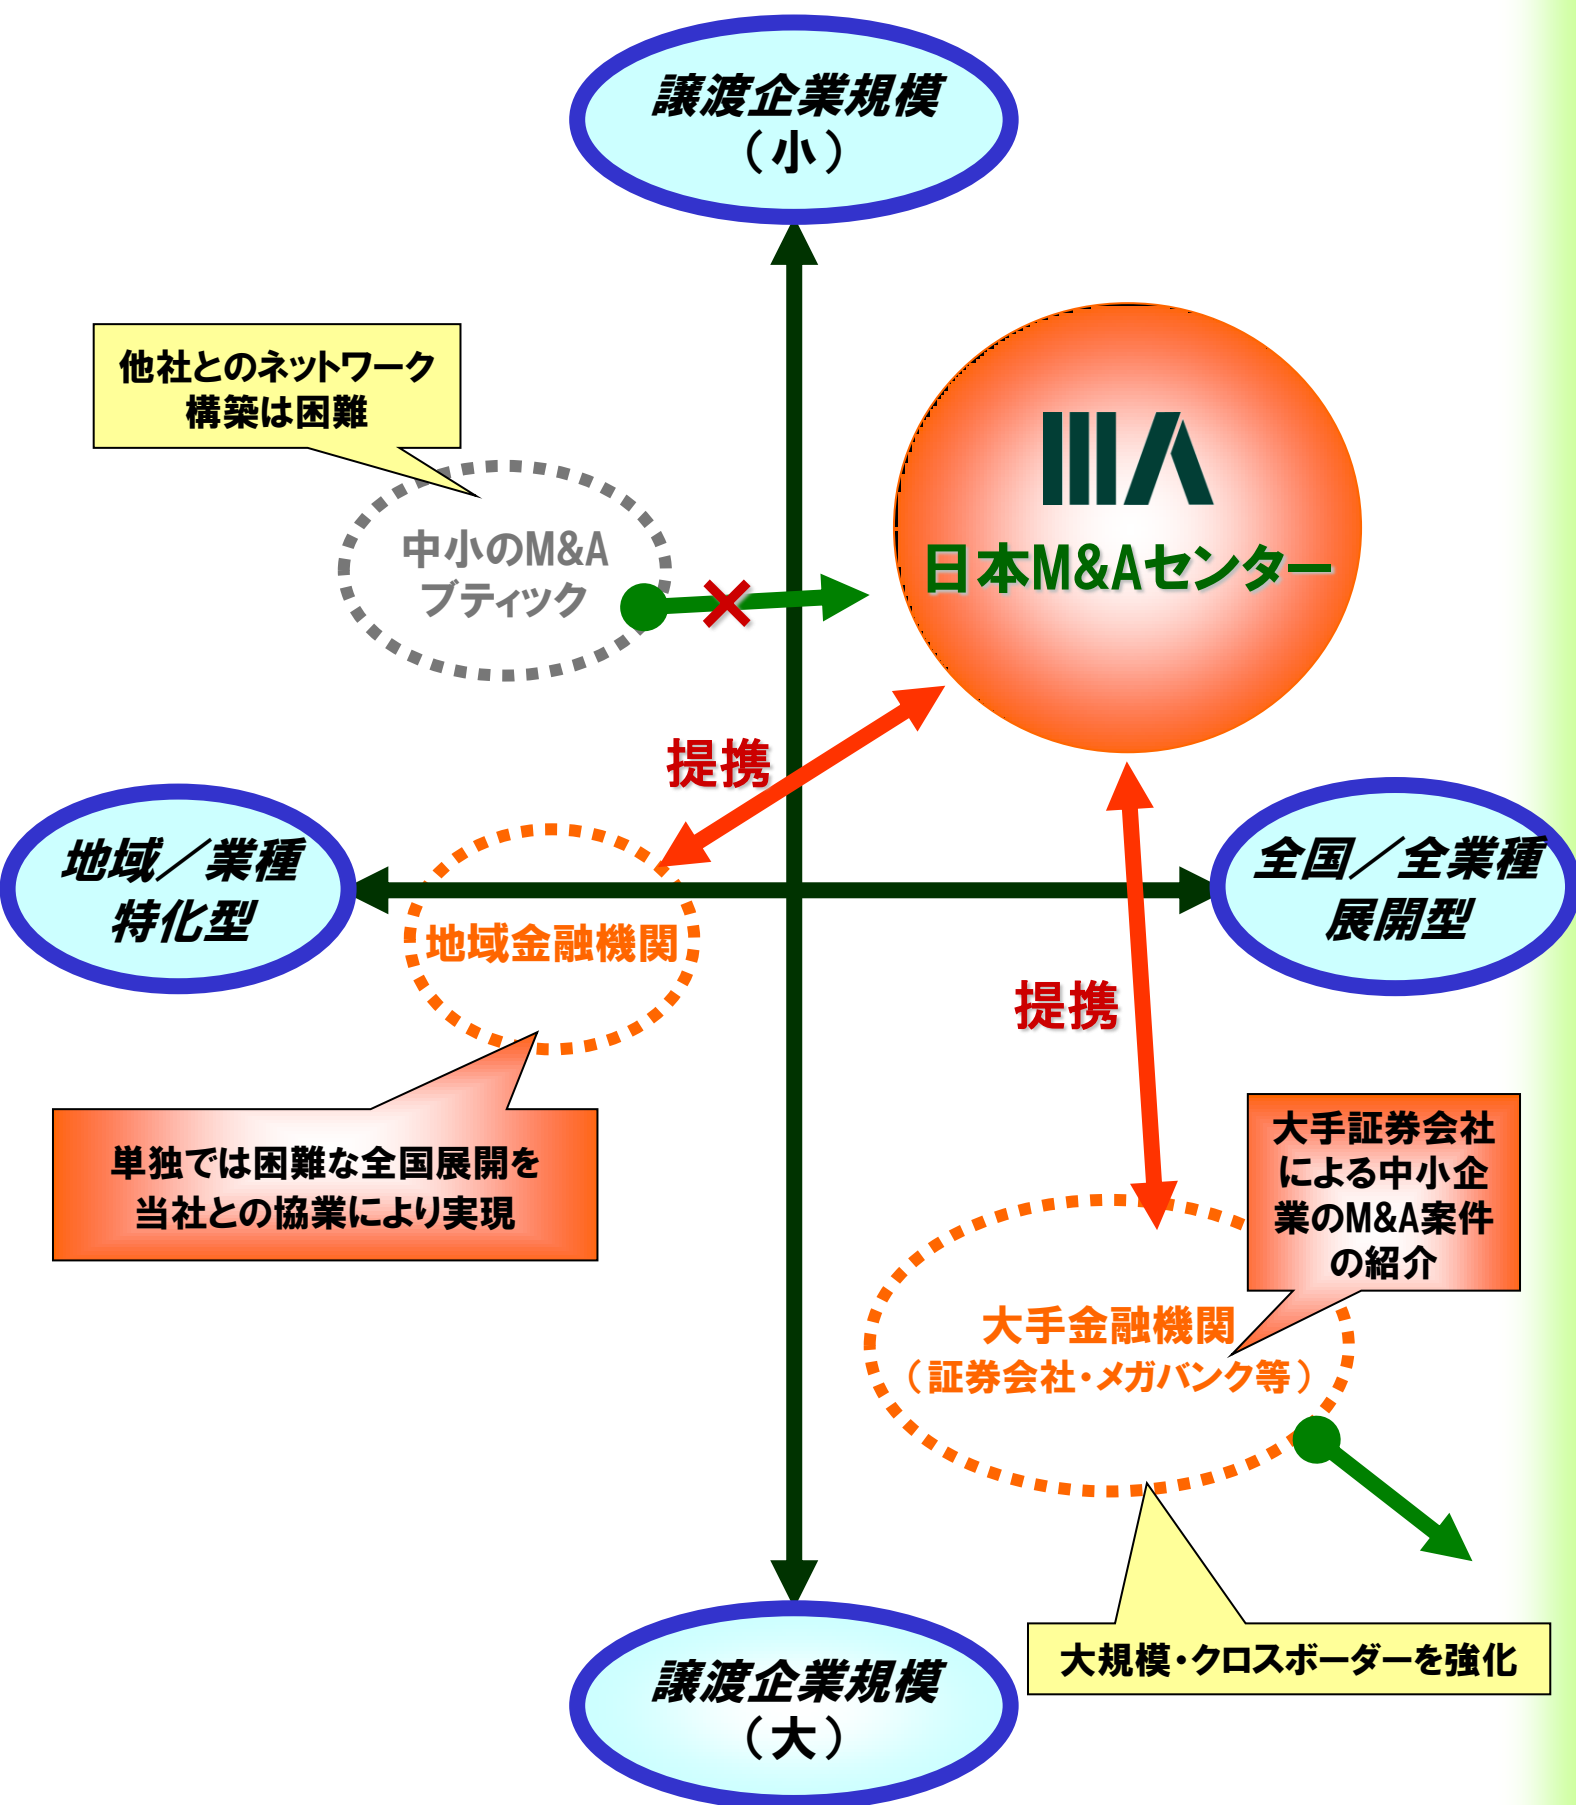 譲渡企業規模
（小）
他社とのネットワーク
構築は困難
中小のM&A
ブティック
日本M&Aセンター
提携
地域／業種
特化型
全国／全業種
展開型
地域金融機関
提携
単独では困難な全国展開を
当社との協業により実現
大手証券会社
による中小企
業のM&A案件
の紹介
大手金融機関
（証券会社・メガバンク等）
大規模・クロスボーダーを強化
譲渡企業規模
（大）